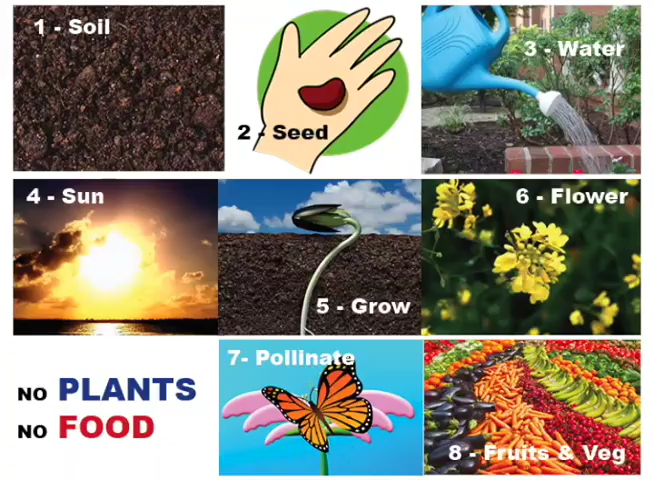 1 - Soil
2 - Seed
3 - Water
4 - Sun
5 - Grow
6 - Flower
NO PLANTS
NO FOOD
7- Pollinate
8 - Fruits & Veg